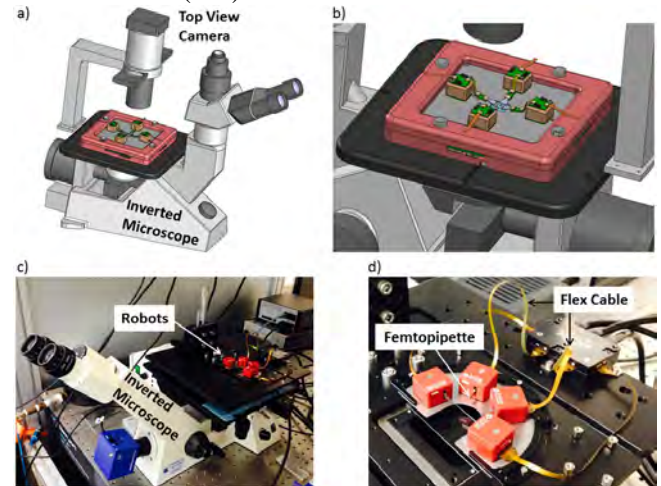 a)
Top View
Camera
Inverted
Microscope
b)
c)
Robots
Inverted
Microscope
d)
Flex Cable
Femtopipette